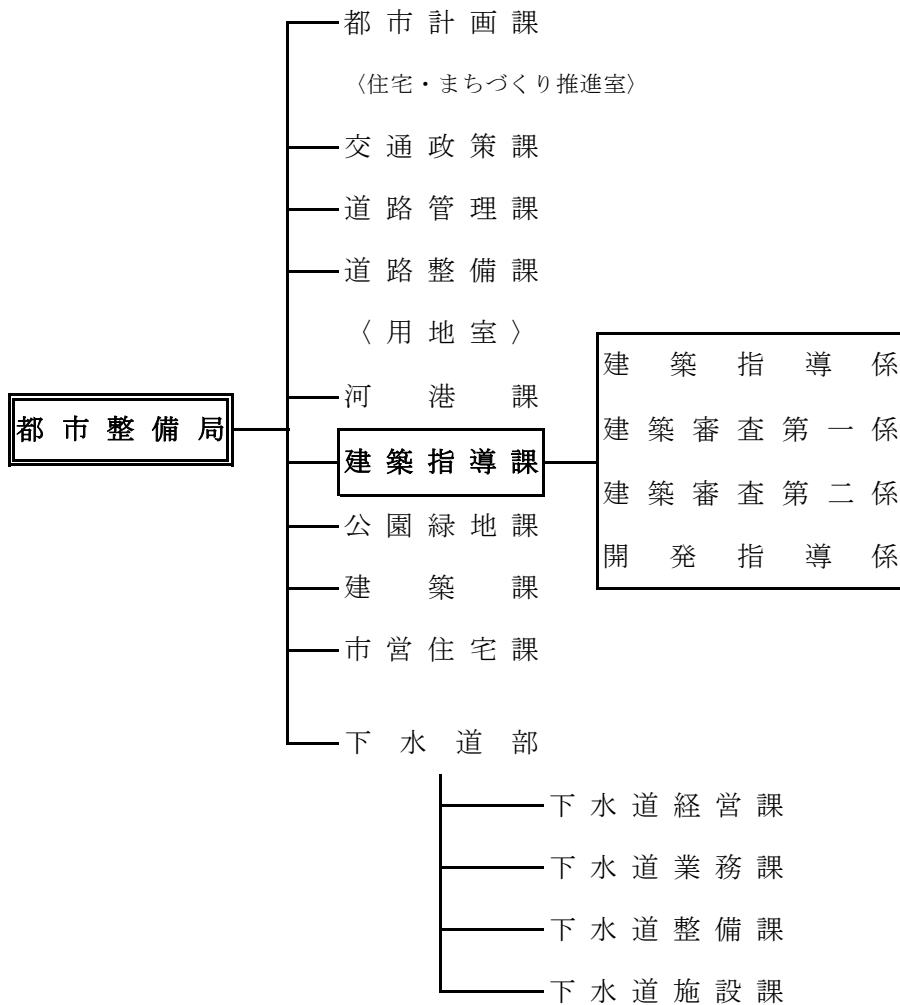 都市計画課
〈住宅・まちづくり推進室〉
交通政策課
道路管理課
道路整備課
〈用地室〉
河港課
都市整備局
建築指導課
建築指導係
建築審査第一係
建築審査第二係
開発指導係
公園緑地課
建築課
市営住宅課
下水道部
下水道経営課
下水道業務課
下水道整備課
下水道施設課